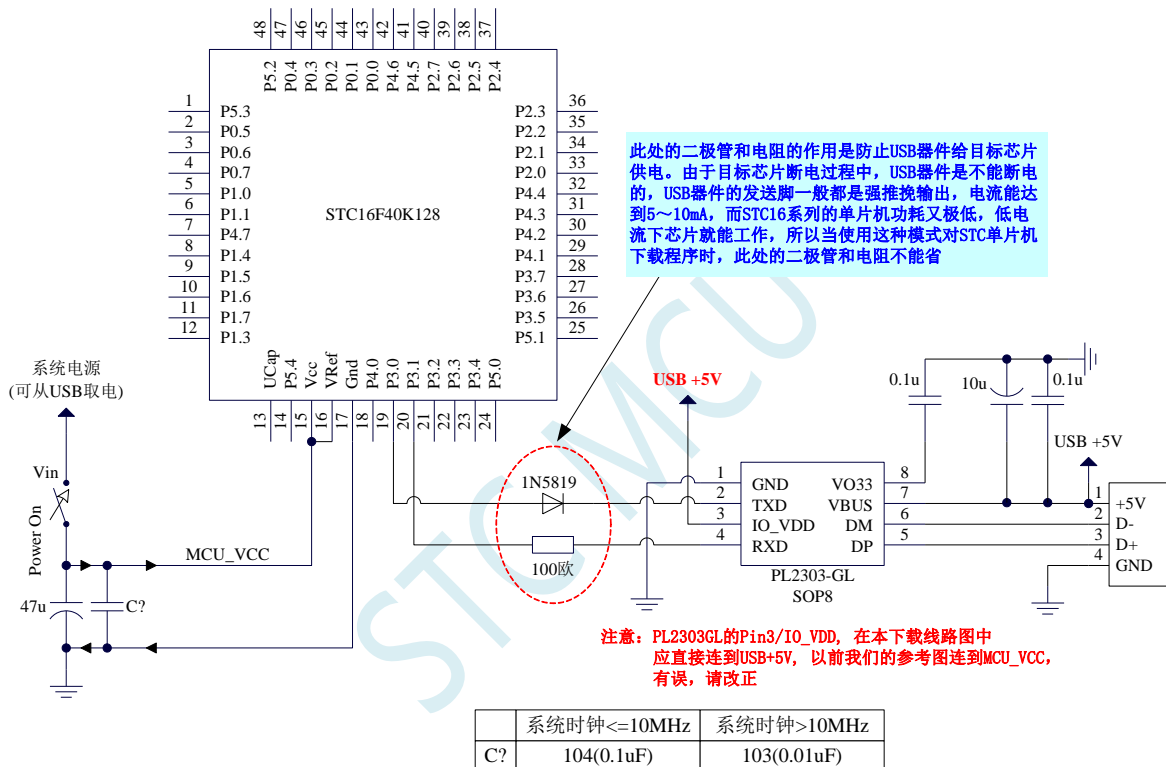 48 47 46 45 44 43 42 41 40 39 38 37
P5.2 P0.4 P0.3 P0.2 P0.1 P0.0 P4.6 P4.5 P2.7 P2.6 P2.5 P2.4
1 P5.3
2 P0.5
3 P0.6
4 P0.7
5 P1.0
6 P1.1
7 P4.7
8 P1.4
9 P1.5
10 P1.6
11 P1.7
12 P1.3
STC16F40K128
P2.3 36
P2.2 35
P2.1 34
P2.0 33
P4.4 32
P4.3 31
P4.2 30
P4.1 29
P3.7 28
P3.6 27
P3.5 26
P5.1 25
UCap P5.4 Vcc VRef Gnd P4.0 P3.0 P3.1 P3.2 P3.3 P3.4 P5.0
13 14 15 16 17 18 19 20 21 22 23 24
此处的二极管和电阻的作用是防止USB器件给目标芯片
供电。由于目标芯片断电过程中，USB器件是不能断电
的，USB器件的发送脚一般都是强推挽输出，电流能达
到5～10mA，而STC16系列的单片机功耗又极低，低电
流下芯片就能工作，所以当使用这种模式对STC单片机
下载程序时，此处的二极管和电阻不能省
系统电源
(可从USB取电)
Vin
Power On
MCU_VCC
47u
C?
1N5819
100欧
USB +5V
0.1u
10u
0.1u
USB +5V
1 GND
2 TXD
3 IO_VDD
4 RXD
VO33 8
VBUS 7
DM 6
DP 5
PL2303-GL
SOP8
1 +5V
2 D-
3 D+
4 GND
注意：PL2303GL的Pin3/IO_VDD, 在本下载线路图中
应直接连到USB+5V, 以前我们的参考图连到MCU_VCC,
有误, 请改正
系统时钟<=10MHz 系统时钟>10MHz
C? 104(0.1uF) 103(0.01uF)
STC MCU